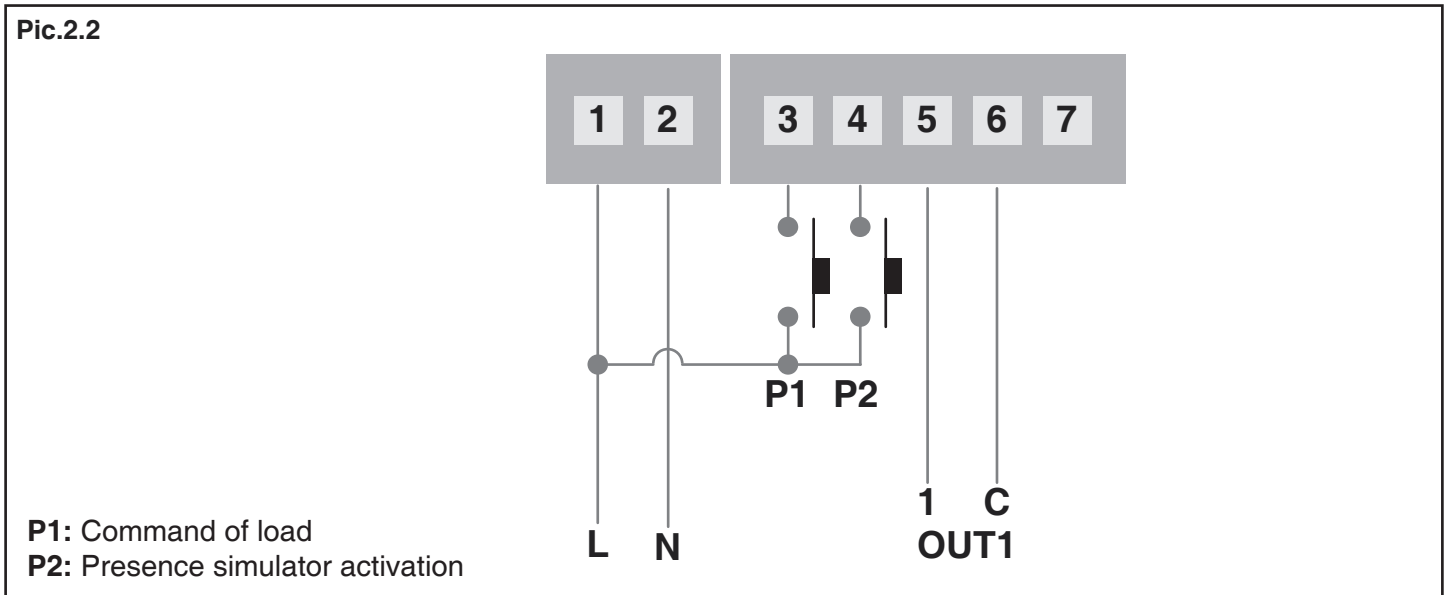 Pic.2.2
1 2 3 4 5 6 7
P1 P2
1 C
L N OUT1
P1: Command of load
P2: Presence simulator activation